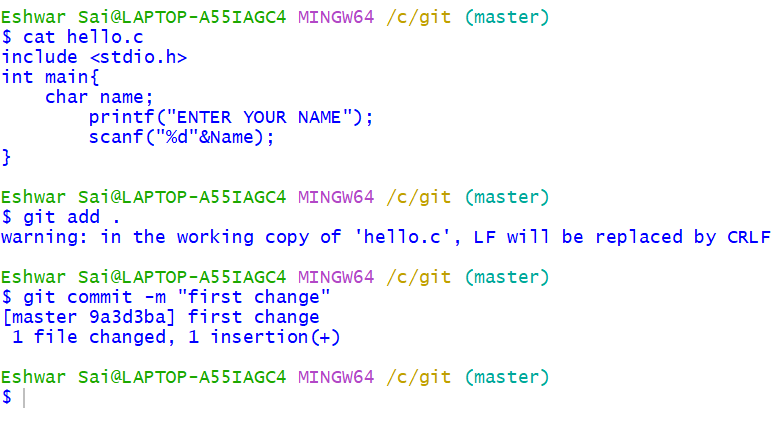 Eshwar Sai@LAPTOP-A55IAGC4 MINGW64 /c/git (master)
$ cat hello.c
include <stdio.h>
int main{
    char name;
        printf("ENTER YOUR NAME");
        scanf("%d"&Name);
}
Eshwar Sai@LAPTOP-A55IAGC4 MINGW64 /c/git (master)
$ git add .
warning: in the working copy of 'hello.c', LF will be replaced by CRLF
Eshwar Sai@LAPTOP-A55IAGC4 MINGW64 /c/git (master)
$ git commit -m "first change"
[master 9a3d3ba] first change
 1 file changed, 1 insertion(+)
Eshwar Sai@LAPTOP-A55IAGC4 MINGW64 /c/git (master)
$